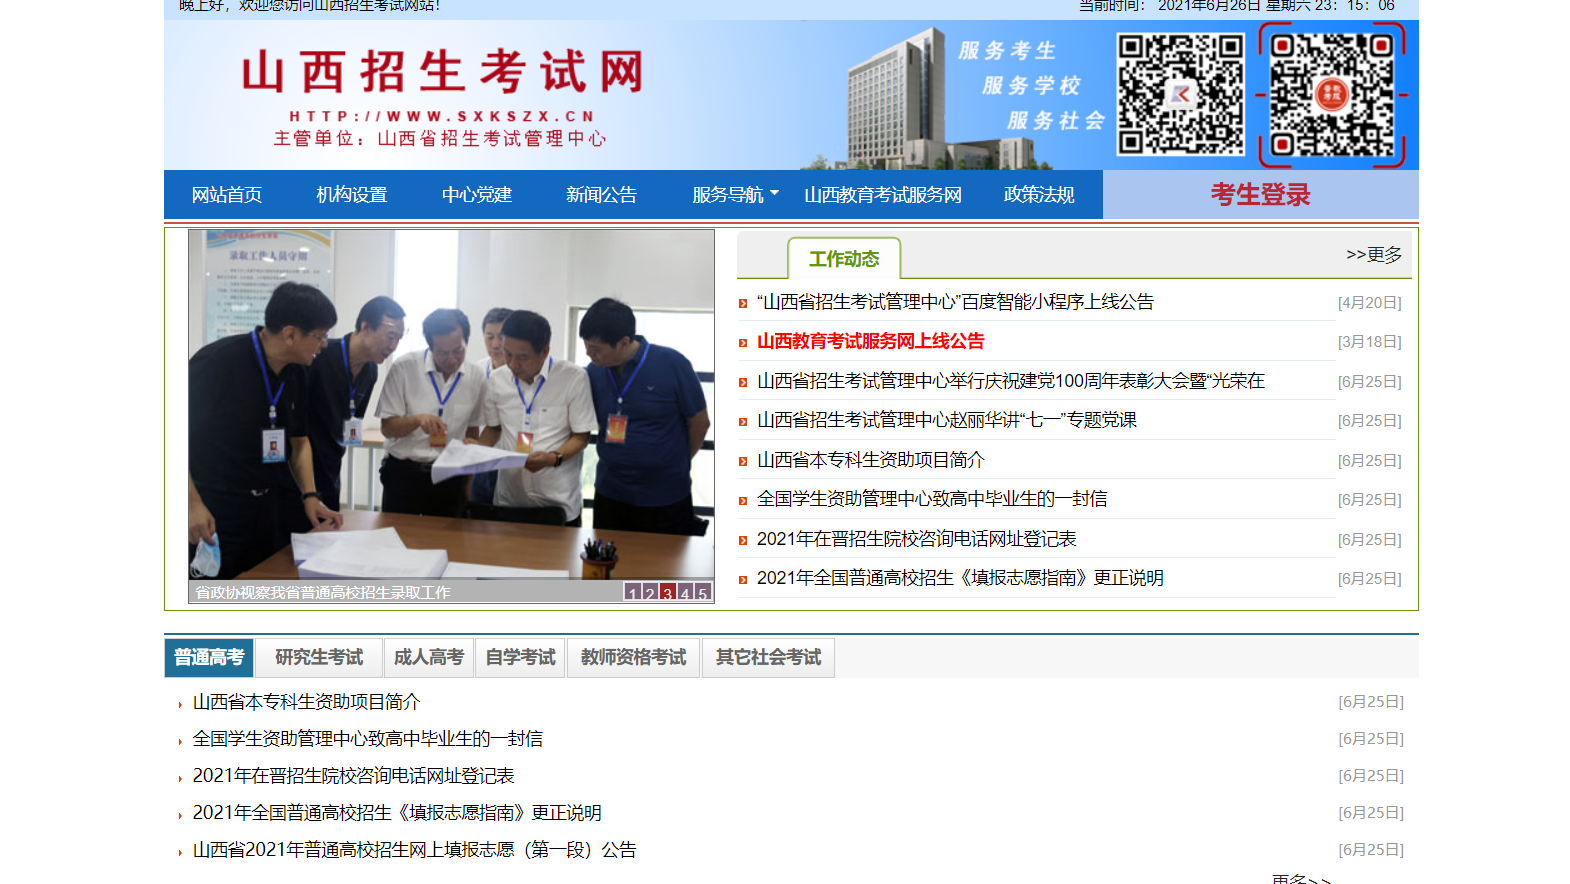 晚上好，欢迎您访问山西招生考试网站！
当前时间： 2021年6月26日 星期六 23：15：06
山西招生考试网
HTTP://WWW.SXKSZX.CN
主管单位：山西省招生考试管理中心
服务考生
服务学校
服务社会
网站首页 机构设置 中心党建 新闻公告 服务导航 山西教育考试服务网 政策法规 考生登录
录取工作人员守则
省政协视察我省普通高校招生录取工作 1 2 3 4 5
工作动态 >>更多
“山西省招生考试管理中心”百度智能小程序上线公告 [4月20日]
山西教育考试服务网上线公告 [3月18日]
山西省招生考试管理中心举行庆祝建党100周年表彰大会暨“光荣在 [6月25日]
山西省招生考试管理中心赵丽华讲“七一”专题党课 [6月25日]
山西省本专科生资助项目简介 [6月25日]
全国学生资助管理中心致高中毕业生的一封信 [6月25日]
2021年在晋招生院校咨询电话网址登记表 [6月25日]
2021年全国普通高校招生《填报志愿指南》更正说明 [6月25日]
普通高考 研究生考试 成人高考 自学考试 教师资格考试 其它社会考试
山西省本专科生资助项目简介 [6月25日]
全国学生资助管理中心致高中毕业生的一封信 [6月25日]
2021年在晋招生院校咨询电话网址登记表 [6月25日]
2021年全国普通高校招生《填报志愿指南》更正说明 [6月25日]
山西省2021年普通高校招生网上填报志愿（第一段）公告 [6月25日]
更多>>